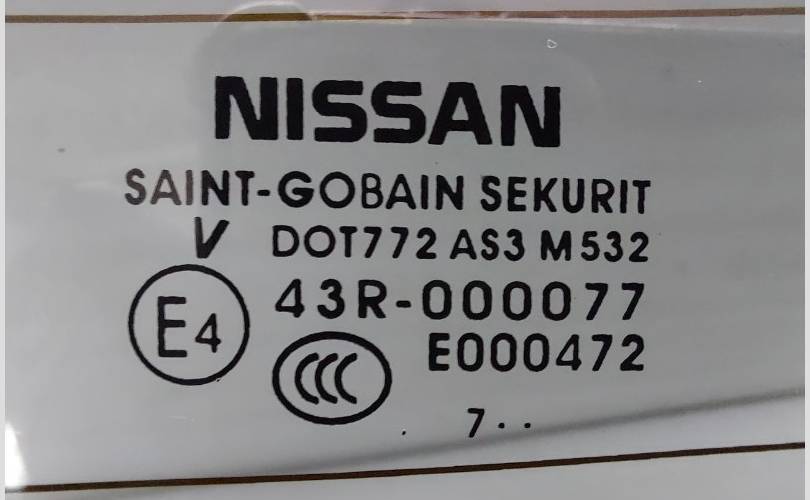 NISSAN
SAINT-GOBAIN SEKURIT
V DOT772 AS3 M532
E4 43R-000077
CCC E000472
. 7 . .